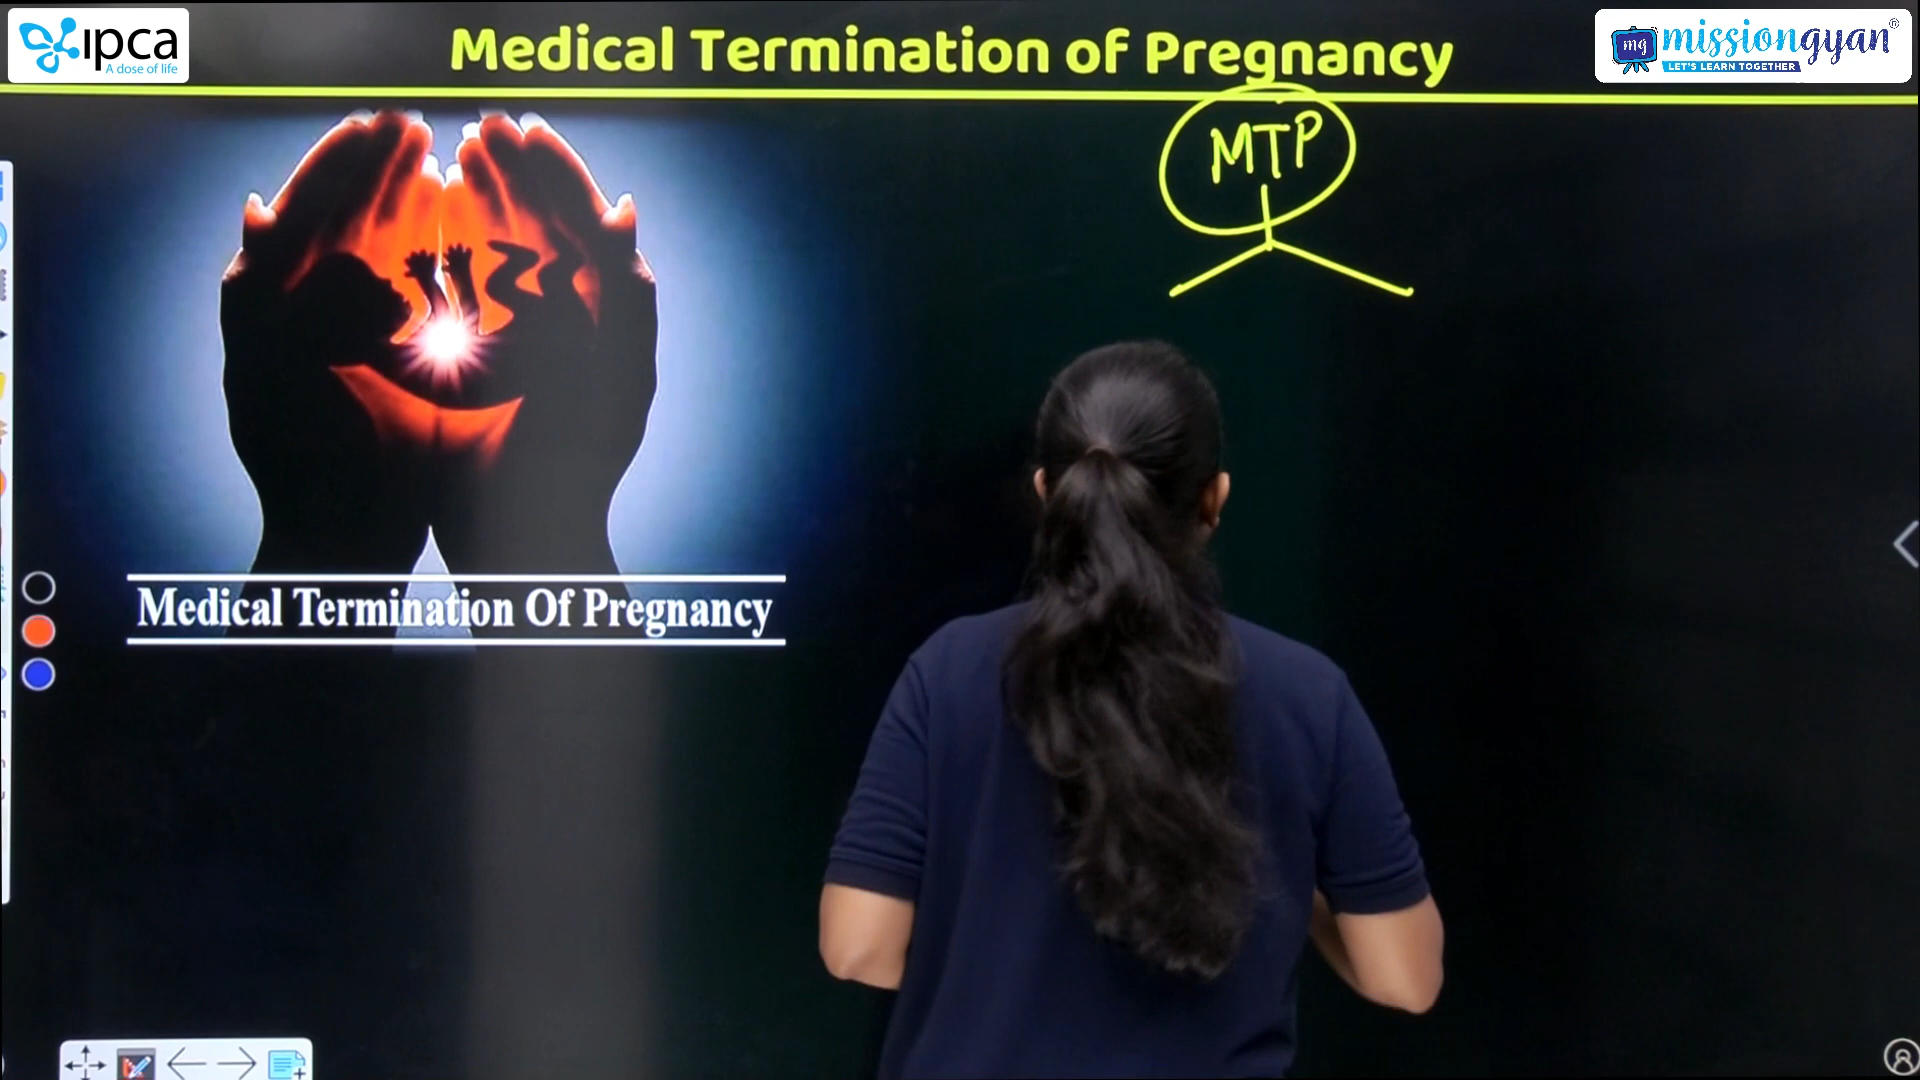 ipca
A dose of life
Medical Termination of Pregnancy
mg
missiongyan®
LET'S LEARN TOGETHER
MTP
Medical Termination Of Pregnancy